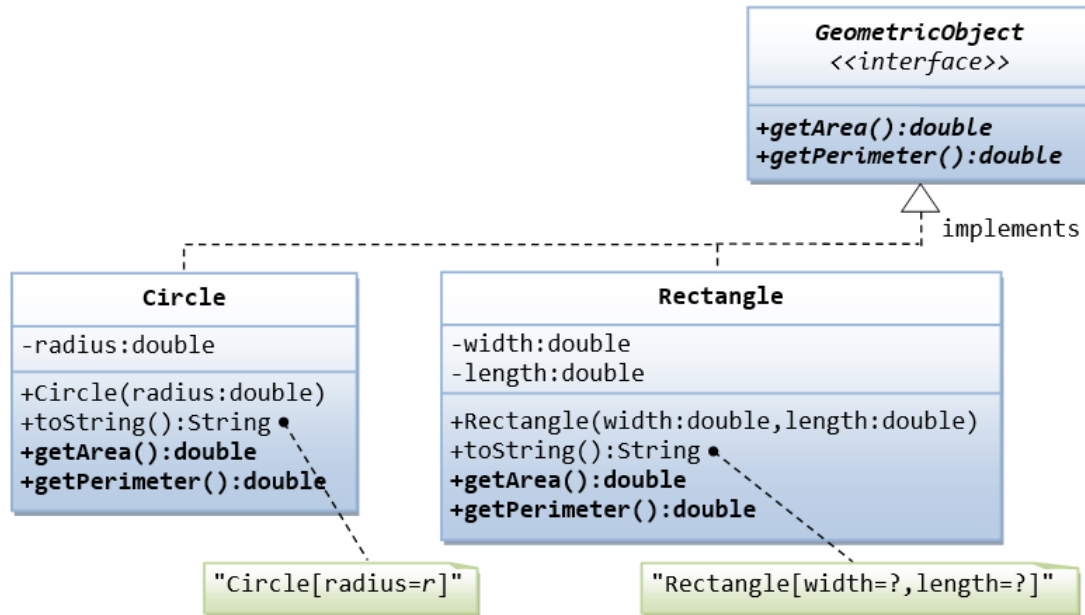 GeometricObject
<<interface>>
+getArea():double
+getPerimeter():double
implements
Circle
-radius:double
+Circle(radius:double)
+toString():String
+getArea():double
+getPerimeter():double
"Circle[radius=r]"
Rectangle
-width:double
-length:double
+Rectangle(width:double,length:double)
+toString():String
+getArea():double
+getPerimeter():double
"Rectangle[width=?,length=?]"